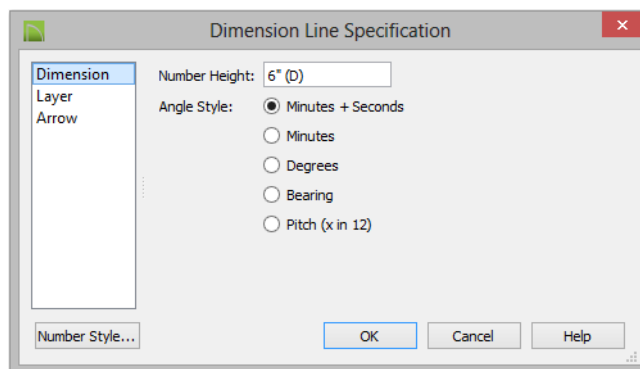 Dimension Line Specification
Dimension
Layer
Arrow
Number Height: 6" (D)
Angle Style: Minutes + Seconds
Minutes
Degrees
Bearing
Pitch (x in 12)
Number Style... OK Cancel Help